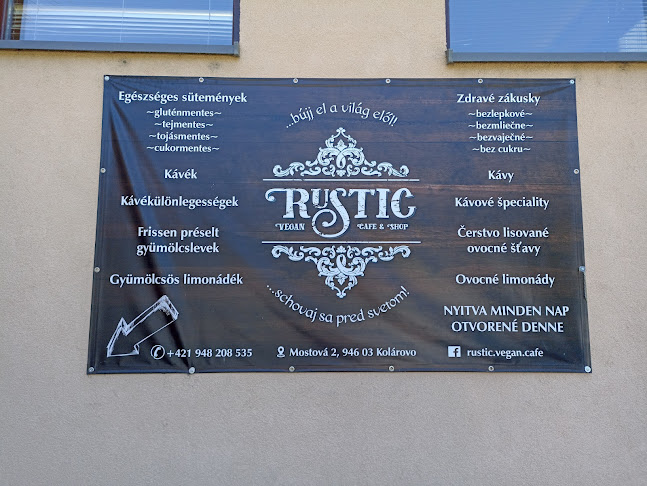 Egészséges sütemények
~gluténmentes~
~tejmentes~
~tojásmentes~
~cukormentes~
Kávék
Kávékülönlegességek
Frissen préselt
gyümölcslevek
Gyümölcsös limonádék
...bújj el a világ elől!
RUSTIC
VEGAN CAFE & SHOP
...schovaj sa pred svetom!
Zdravé zákusky
~bezlepkové~
~bezmliečne~
~bezvaječné~
~bez cukru~
Kávy
Kávové špeciality
Čerstvo lisované
ovocné šťavy
Ovocné limonády
NYITVA MINDEN NAP
OTVORENÉ DENNE
+421 948 208 535
Mostová 2, 946 03 Kolárovo
rustic.vegan.cafe